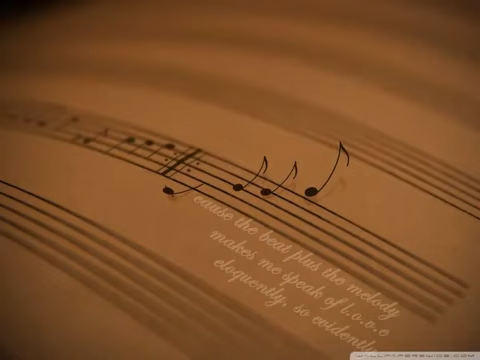 cause the beat plus the melody
makes me speak of l.o.v.e
eloquently, so evidently